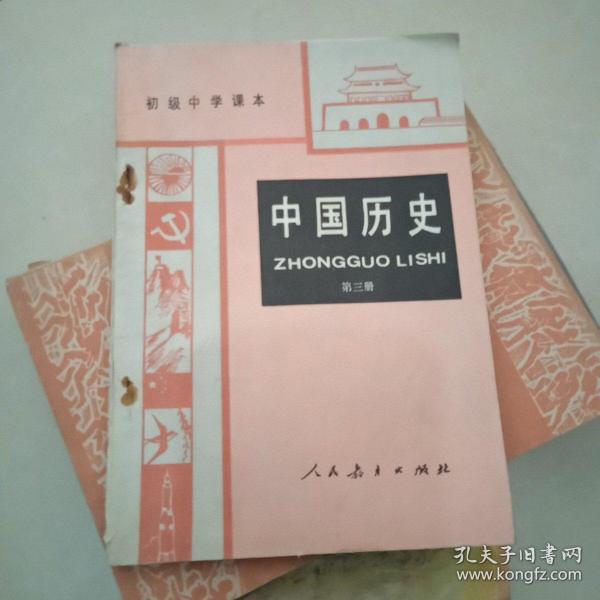 初级中学课本
中国历史
ZHONGGUO LISHI
第三册
人民教育出版社
孔夫子旧书网
www.kongfz.com